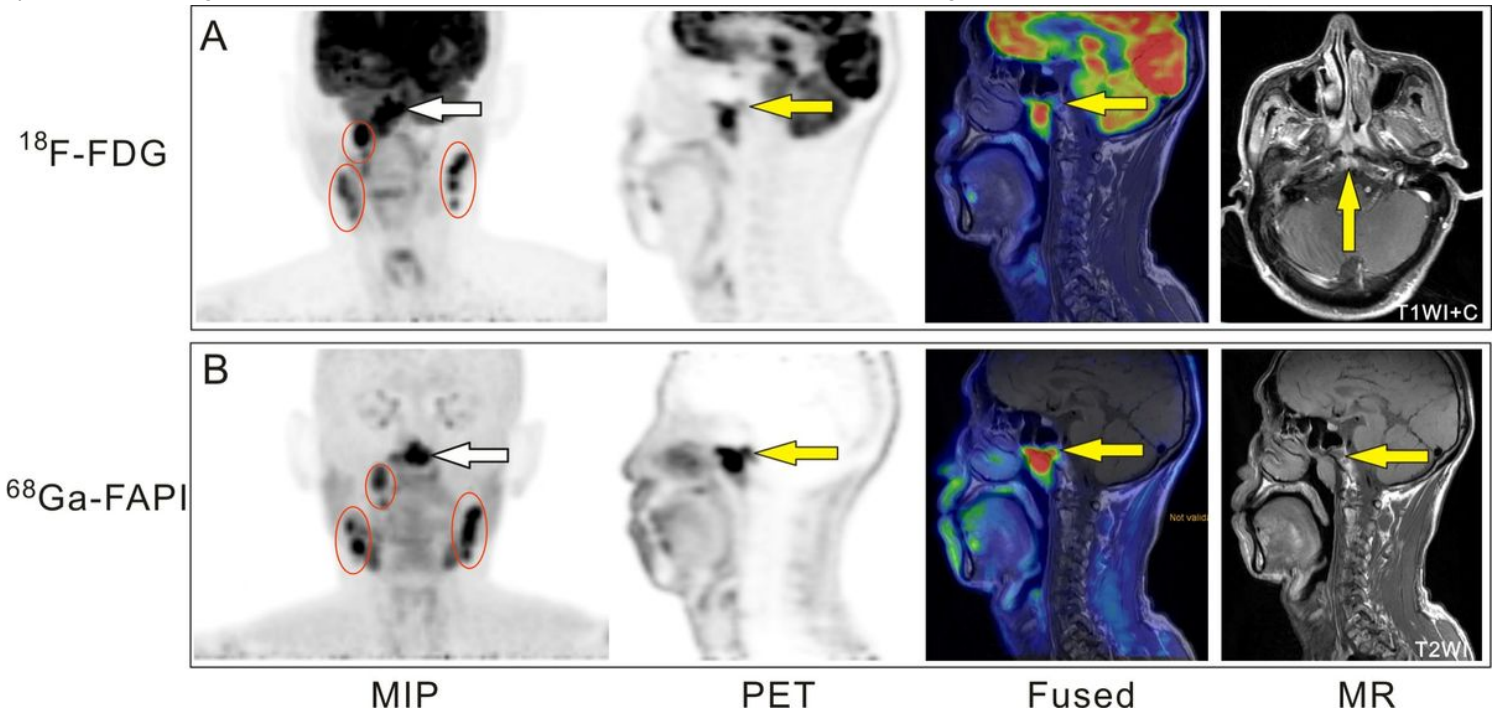 A
18F-FDG
T1WI+C
B
68Ga-FAPI
Not valid
T2WI
MIP PET Fused MR